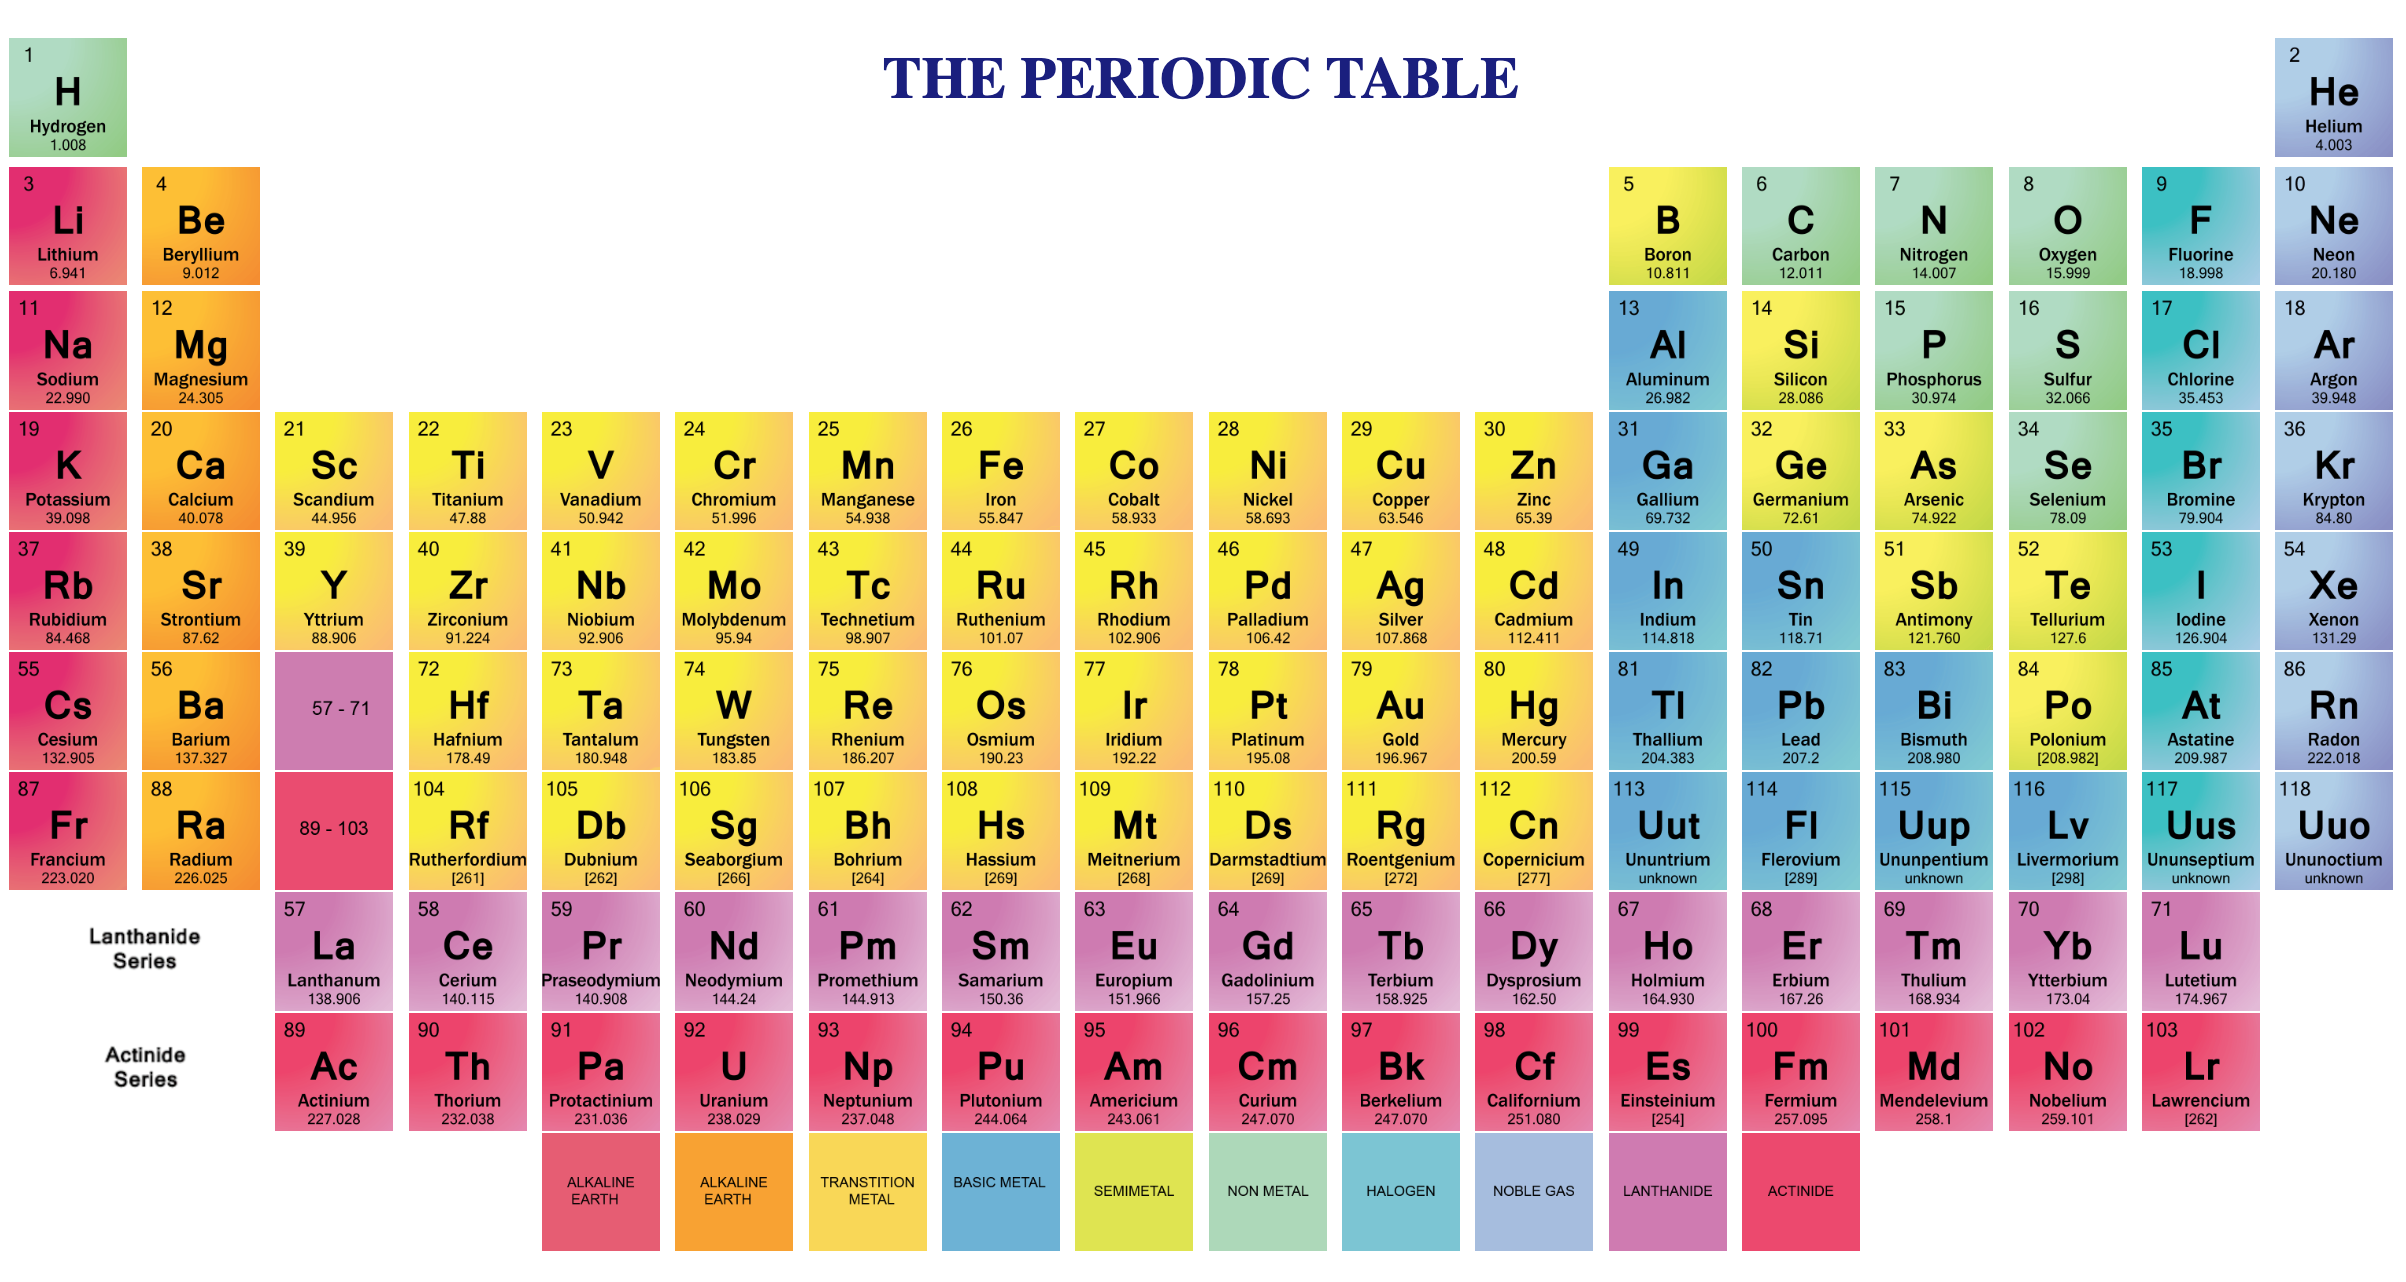 THE PERIODIC TABLE
1
H
Hydrogen
1.008
2
He
Helium
4.003
3
Li
Lithium
6.941
4
Be
Beryllium
9.012
5
B
Boron
10.811
6
C
Carbon
12.011
7
N
Nitrogen
14.007
8
O
Oxygen
15.999
9
F
Fluorine
18.998
10
Ne
Neon
20.180
11
Na
Sodium
22.990
12
Mg
Magnesium
24.305
13
Al
Aluminum
26.982
14
Si
Silicon
28.086
15
P
Phosphorus
30.974
16
S
Sulfur
32.066
17
Cl
Chlorine
35.453
18
Ar
Argon
39.948
19
K
Potassium
39.098
20
Ca
Calcium
40.078
21
Sc
Scandium
44.956
22
Ti
Titanium
47.88
23
V
Vanadium
50.942
24
Cr
Chromium
51.996
25
Mn
Manganese
54.938
26
Fe
Iron
55.847
27
Co
Cobalt
58.933
28
Ni
Nickel
58.693
29
Cu
Copper
63.546
30
Zn
Zinc
65.39
31
Ga
Gallium
69.732
32
Ge
Germanium
72.61
33
As
Arsenic
74.922
34
Se
Selenium
78.09
35
Br
Bromine
79.904
36
Kr
Krypton
84.80
37
Rb
Rubidium
84.468
38
Sr
Strontium
87.62
39
Y
Yttrium
88.906
40
Zr
Zirconium
91.224
41
Nb
Niobium
92.906
42
Mo
Molybdenum
95.94
43
Tc
Technetium
98.907
44
Ru
Ruthenium
101.07
45
Rh
Rhodium
102.906
46
Pd
Palladium
106.42
47
Ag
Silver
107.868
48
Cd
Cadmium
112.411
49
In
Indium
114.818
50
Sn
Tin
118.71
51
Sb
Antimony
121.760
52
Te
Tellurium
127.6
53
I
Iodine
126.904
54
Xe
Xenon
131.29
55
Cs
Cesium
132.905
56
Ba
Barium
137.327
57 - 71
72
Hf
Hafnium
178.49
73
Ta
Tantalum
180.948
74
W
Tungsten
183.85
75
Re
Rhenium
186.207
76
Os
Osmium
190.23
77
Ir
Iridium
192.22
78
Pt
Platinum
195.08
79
Au
Gold
196.967
80
Hg
Mercury
200.59
81
Tl
Thallium
204.383
82
Pb
Lead
207.2
83
Bi
Bismuth
208.980
84
Po
Polonium
[208.982]
85
At
Astatine
209.987
86
Rn
Radon
222.018
87
Fr
Francium
223.020
88
Ra
Radium
226.025
89 - 103
104
Rf
Rutherfordium
[261]
105
Db
Dubnium
[262]
106
Sg
Seaborgium
[266]
107
Bh
Bohrium
[264]
108
Hs
Hassium
[269]
109
Mt
Meitnerium
[268]
110
Ds
Darmstadtium
[269]
111
Rg
Roentgenium
[272]
112
Cn
Copernicium
[277]
113
Uut
Ununtrium
unknown
114
Fl
Flerovium
[289]
115
Uup
Ununpentium
unknown
116
Lv
Livermorium
[298]
117
Uus
Ununseptium
unknown
118
Uuo
Ununoctium
unknown
Lanthanide
Series
57
La
Lanthanum
138.906
58
Ce
Cerium
140.115
59
Pr
Praseodymium
140.908
60
Nd
Neodymium
144.24
61
Pm
Promethium
144.913
62
Sm
Samarium
150.36
63
Eu
Europium
151.966
64
Gd
Gadolinium
157.25
65
Tb
Terbium
158.925
66
Dy
Dysprosium
162.50
67
Ho
Holmium
164.930
68
Er
Erbium
167.26
69
Tm
Thulium
168.934
70
Yb
Ytterbium
173.04
71
Lu
Lutetium
174.967
Actinide
Series
89
Ac
Actinium
227.028
90
Th
Thorium
232.038
91
Pa
Protactinium
231.036
92
U
Uranium
238.029
93
Np
Neptunium
237.048
94
Pu
Plutonium
244.064
95
Am
Americium
243.061
96
Cm
Curium
247.070
97
Bk
Berkelium
247.070
98
Cf
Californium
251.080
99
Es
Einsteinium
[254]
100
Fm
Fermium
257.095
101
Md
Mendelevium
258.1
102
No
Nobelium
259.101
103
Lr
Lawrencium
[262]
ALKALINE
EARTH
ALKALINE
EARTH
TRANSTITION
METAL
BASIC METAL
SEMIMETAL
NON METAL
HALOGEN
NOBLE GAS
LANTHANIDE
ACTINIDE